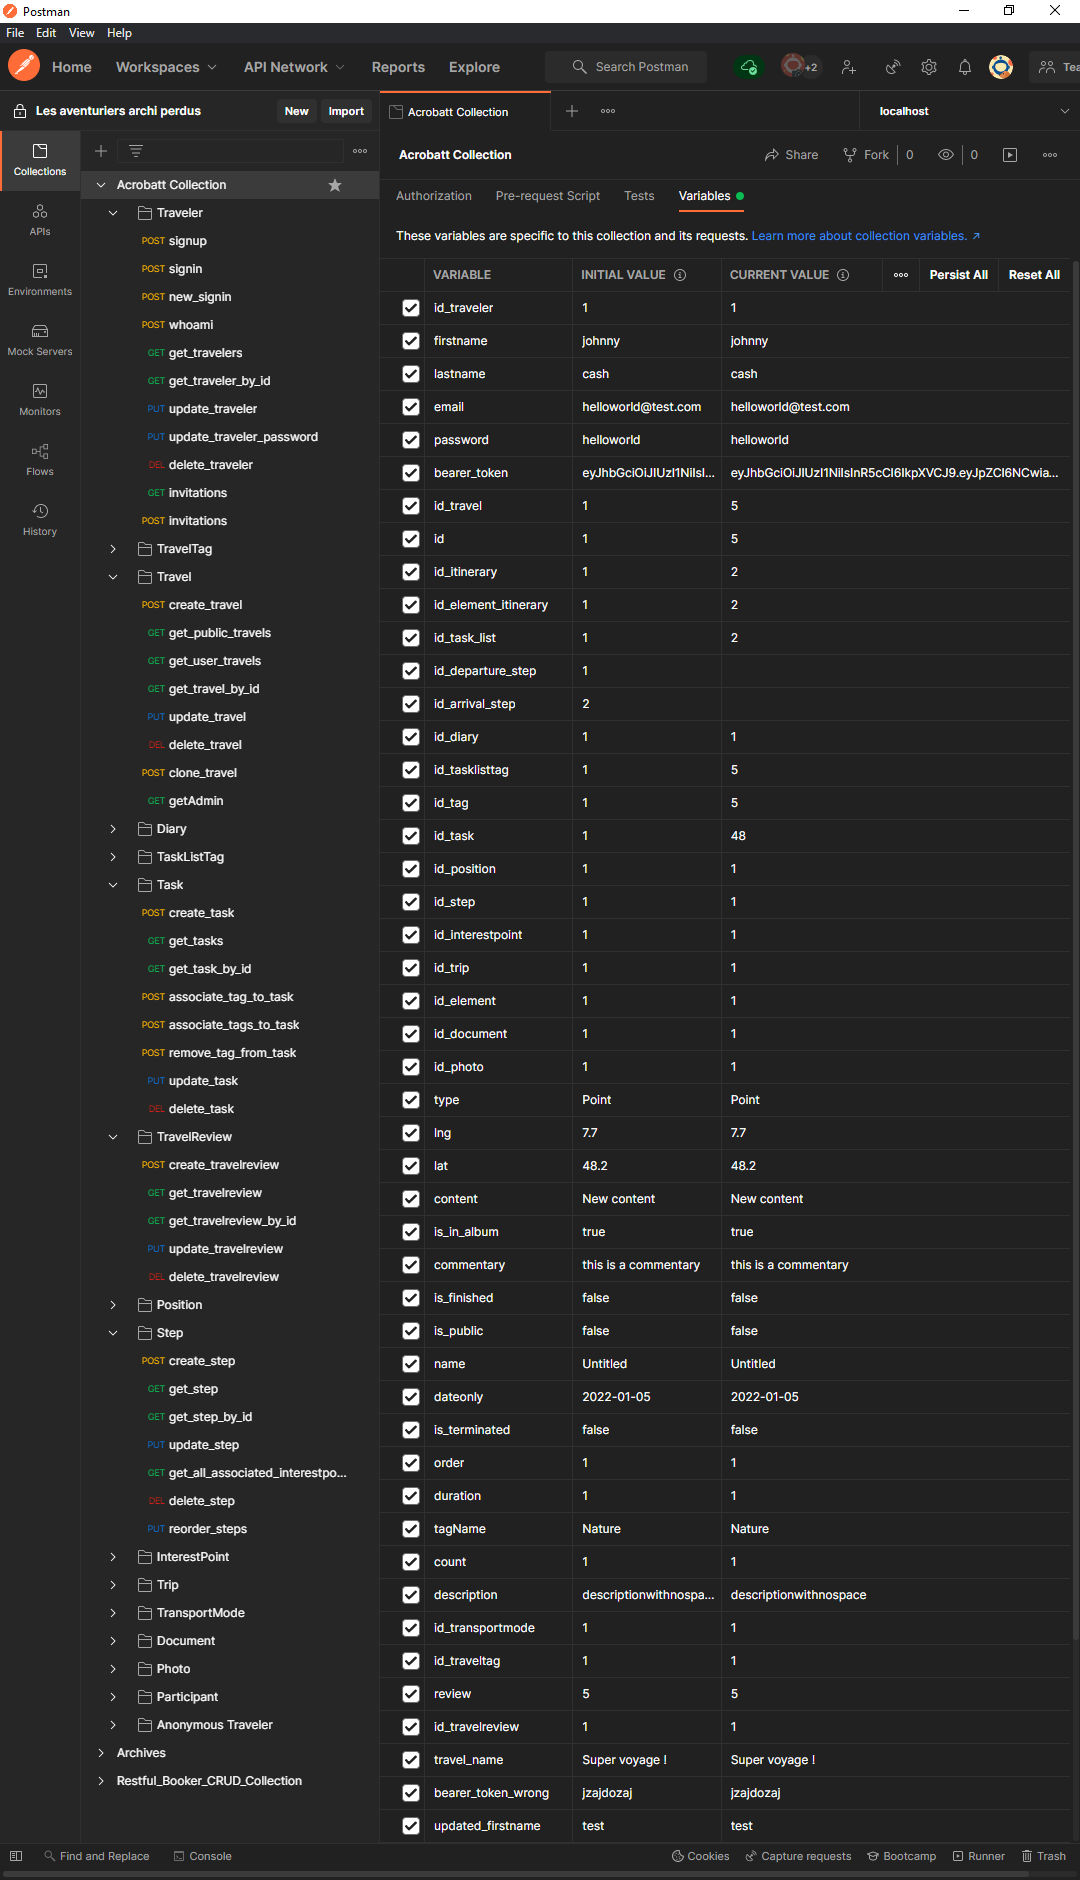 Postman
File Edit View Help
Home Workspaces API Network Reports Explore Search Postman +2 Tea
Les aventuriers archi perdus New Import
Acrobatt Collection
localhost
Collections
APIs
Environments
Mock Servers
Monitors
Flows
History
Acrobatt Collection
Traveler
POST signup
POST signin
POST new_signin
POST whoami
GET get_travelers
GET get_traveler_by_id
PUT update_traveler
PUT update_traveler_password
DEL delete_traveler
GET invitations
POST invitations
TravelTag
Travel
POST create_travel
GET get_public_travels
GET get_user_travels
GET get_travel_by_id
PUT update_travel
DEL delete_travel
POST clone_travel
GET getAdmin
Diary
TaskListTag
Task
POST create_task
GET get_tasks
GET get_task_by_id
POST associate_tag_to_task
POST associate_tags_to_task
POST remove_tag_from_task
PUT update_task
DEL delete_task
TravelReview
POST create_travelreview
GET get_travelreview
GET get_travelreview_by_id
PUT update_travelreview
DEL delete_travelreview
Position
Step
POST create_step
GET get_step
GET get_step_by_id
PUT update_step
GET get_all_associated_interestpo...
DEL delete_step
PUT reorder_steps
InterestPoint
Trip
TransportMode
Document
Photo
Participant
Anonymous Traveler
Archives
Restful_Booker_CRUD_Collection
Acrobatt Collection Share Fork 0 0
Authorization Pre-request Script Tests Variables
These variables are specific to this collection and its requests. Learn more about collection variables. ↗
VARIABLE INITIAL VALUE CURRENT VALUE Persist All Reset All
id_traveler 1 1
firstname johnny johnny
lastname cash cash
email helloworld@test.com helloworld@test.com
password helloworld helloworld
bearer_token eyJhbGciOiJIUzI1NiIsI... eyJhbGciOiJIUzI1NiIsInR5cCI6IkpXVCJ9.eyJpZCI6NCwia...
id_travel 1 5
id 1 5
id_itinerary 1 2
id_element_itinerary 1 2
id_task_list 1 2
id_departure_step 1
id_arrival_step 2
id_diary 1 1
id_tasklisttag 1 5
id_tag 1 5
id_task 1 48
id_position 1 1
id_step 1 1
id_interestpoint 1 1
id_trip 1 1
id_element 1 1
id_document 1 1
id_photo 1 1
type Point Point
lng 7.7 7.7
lat 48.2 48.2
content New content New content
is_in_album true true
commentary this is a commentary this is a commentary
is_finished false false
is_public false false
name Untitled Untitled
dateonly 2022-01-05 2022-01-05
is_terminated false false
order 1 1
duration 1 1
tagName Nature Nature
count 1 1
description descriptionwithnospa... descriptionwithnospace
id_transportmode 1 1
id_traveltag 1 1
review 5 5
id_travelreview 1 1
travel_name Super voyage ! Super voyage !
bearer_token_wrong jzajdozaj jzajdozaj
updated_firstname test test
Find and Replace Console Cookies Capture requests Bootcamp Runner Trash